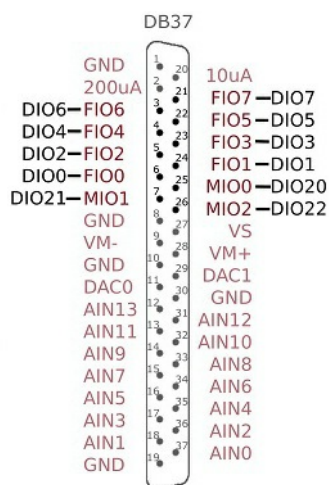 DB37
1 GND
20 10uA
2 200uA
21 FIO7 DIO7
3 DIO6 FIO6
22 FIO5 DIO5
4 DIO4 FIO4
23 FIO3 DIO3
5 DIO2 FIO2
24 FIO1 DIO1
6 DIO0 FIO0
25 MIO0 DIO20
7 DIO21 MIO1
26 MIO2 DIO22
8 GND
27 VS
9 VM-
28 VM+
10 GND
29 DAC1
11 DAC0
30 GND
12 AIN13
31 AIN12
13 AIN11
32 AIN10
14 AIN9
33 AIN8
15 AIN7
34 AIN6
16 AIN5
35 AIN4
17 AIN3
36 AIN2
18 AIN1
37 AIN0
19 GND